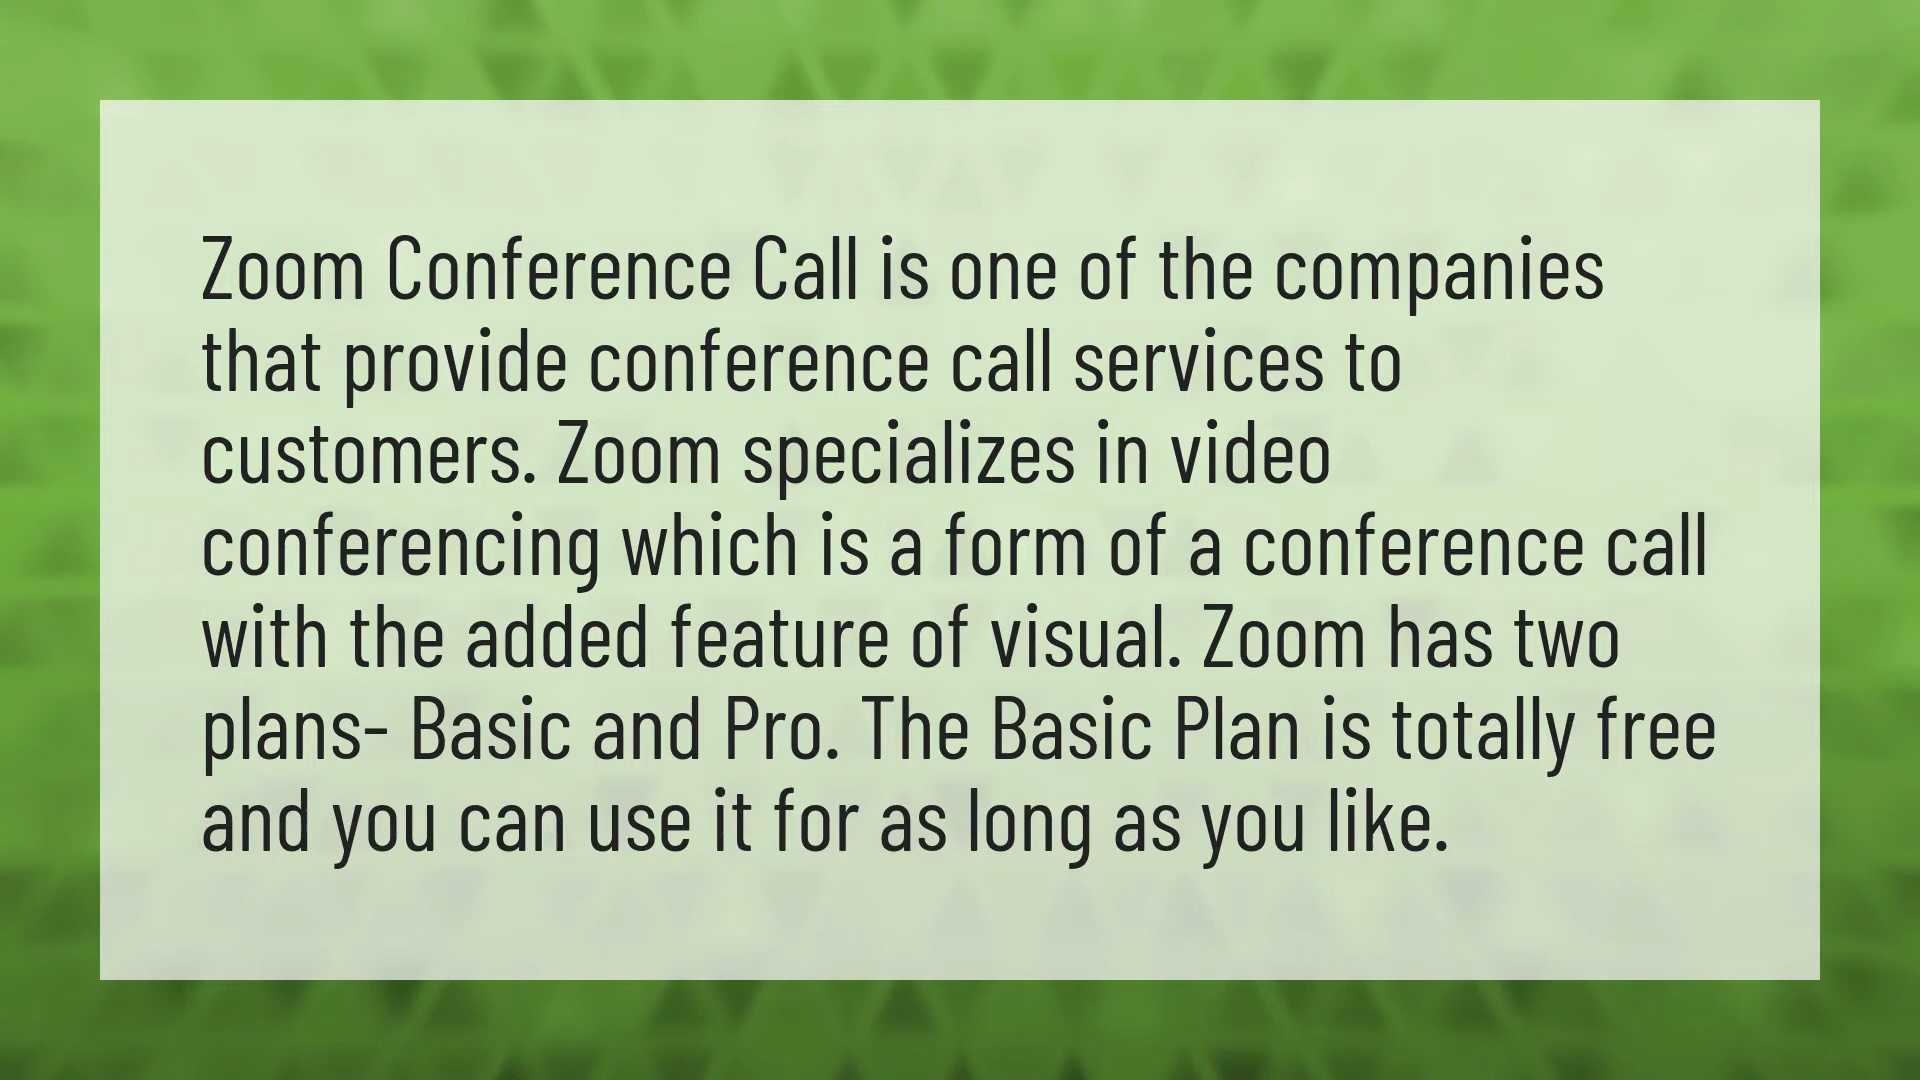 Zoom Conference Call is one of the companies
that provide conference call services to
customers. Zoom specializes in video
conferencing which is a form of a conference call
with the added feature of visual. Zoom has two
plans- Basic and Pro. The Basic Plan is totally free
and you can use it for as long as you like.